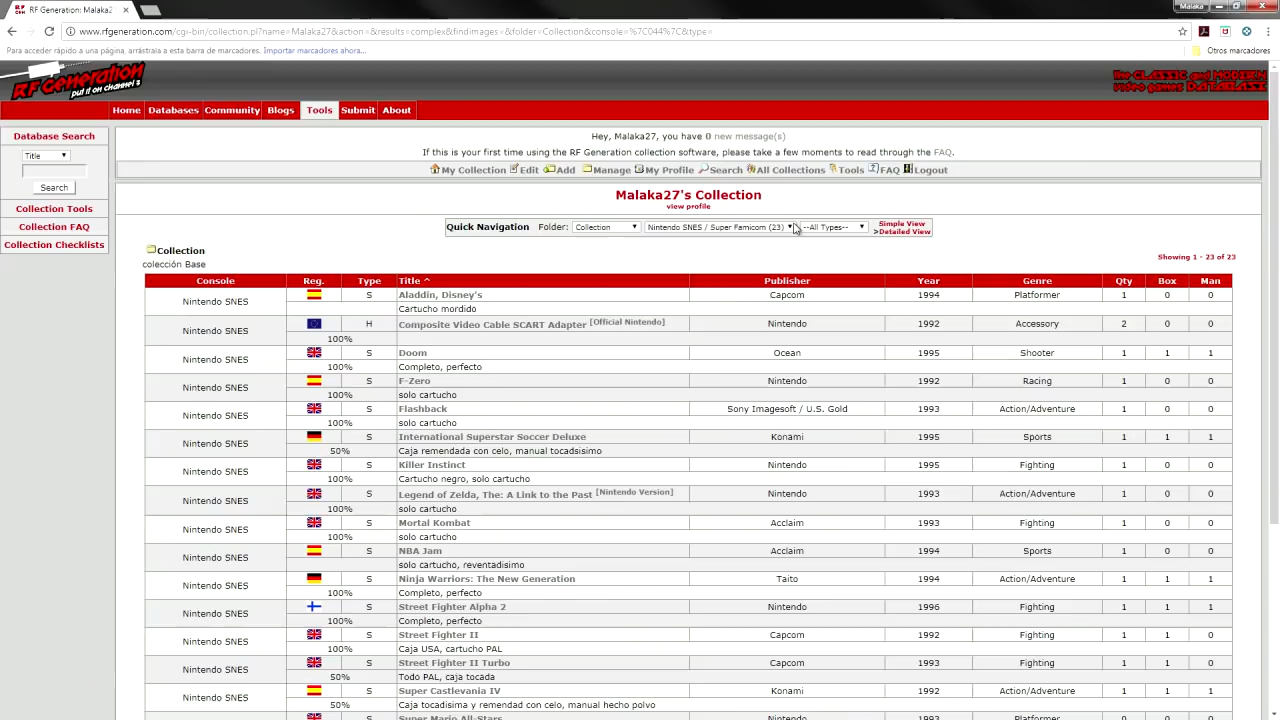 RF Generation: Malaka2
Malaka
www.rfgeneration.com/cgi-bin/collection.pl?name=Malaka27&action=&results=complex&findimages=&folder=Collection&console=%7C044%7C&type=
Para acceder rápido a una página, arrástrala a esta barra de marcadores. Importar marcadores ahora...
Otros marcadores
RF Generation
put it on channel 3
the CLASSIC and MODERN
video games DATABASE
Home Databases Community Blogs Tools Submit About
Database Search
Title
Search
Collection Tools
Collection FAQ
Collection Checklists
Hey, Malaka27, you have 0 new message(s)
If this is your first time using the RF Generation collection software, please take a few moments to read through the FAQ.
My Collection Edit Add Manage My Profile Search All Collections Tools FAQ Logout
Malaka27's Collection
view profile
Quick Navigation Folder: Collection Nintendo SNES / Super Famicom (23) --All Types-- Simple View
>Detailed View
Collection
colección Base
Showing 1 - 23 of 23
Console Reg. Type Title ^ Publisher Year Genre Qty Box Man
Nintendo SNES S Aladdin, Disney's Capcom 1994 Platformer 1 0 0
Cartucho mordido
Nintendo SNES H Composite Video Cable SCART Adapter [Official Nintendo] Nintendo 1992 Accessory 2 0 0
100%
Nintendo SNES S Doom Ocean 1995 Shooter 1 1 1
100% Completo, perfecto
Nintendo SNES S F-Zero Nintendo 1992 Racing 1 0 0
100% solo cartucho
Nintendo SNES S Flashback Sony Imagesoft / U.S. Gold 1993 Action/Adventure 1 0 0
solo cartucho
Nintendo SNES S International Superstar Soccer Deluxe Konami 1995 Sports 1 1 1
50% Caja remendada con celo, manual tocadsisimo
Nintendo SNES S Killer Instinct Nintendo 1995 Fighting 1 0 0
100% Cartucho negro, solo cartucho
Nintendo SNES S Legend of Zelda, The: A Link to the Past [Nintendo Version] Nintendo 1993 Action/Adventure 1 0 0
100% solo cartucho
Nintendo SNES S Mortal Kombat Acclaim 1993 Fighting 1 0 0
solo cartucho
Nintendo SNES S NBA Jam Acclaim 1994 Sports 1 0 0
solo cartucho, reventadisimo
Nintendo SNES S Ninja Warriors: The New Generation Taito 1994 Action/Adventure 1 1 1
100% Completo, perfecto
Nintendo SNES S Street Fighter Alpha 2 Nintendo 1996 Fighting 1 1 1
100% Completo, perfecto
Nintendo SNES S Street Fighter II Capcom 1992 Fighting 1 1 0
100% Caja USA, cartucho PAL
Nintendo SNES S Street Fighter II Turbo Capcom 1993 Fighting 1 1 0
50% Todo PAL, caja tocada
Nintendo SNES S Super Castlevania IV Konami 1992 Action/Adventure 1 1 1
50% Caja tocadisima y remendad con celo, manual hecho polvo
S Super Mario All-Stars Nintendo 1993 Platformer 1 0 0